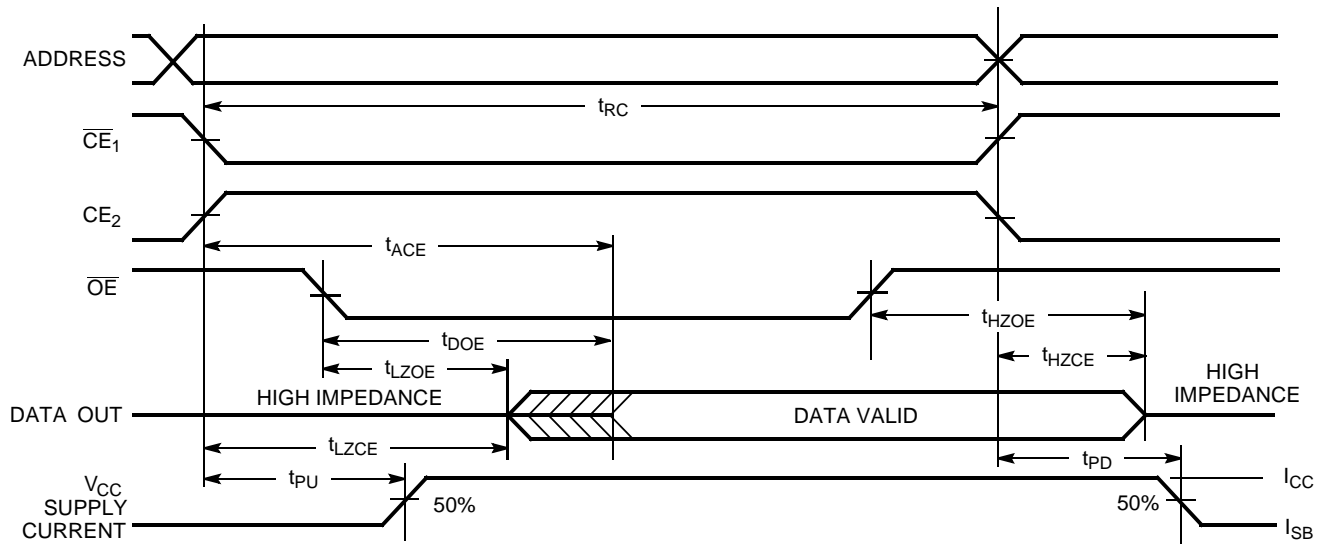 ADDRESS
tRC
CE1
CE2
tACE
OE
tHZOE
tDOE
tLZOE
tHZCE
HIGH IMPEDANCE
HIGH
IMPEDANCE
DATA OUT
DATA VALID
tLZCE
tPD
tPU
VCC
SUPPLY
CURRENT
50%
50%
ICC
ISB